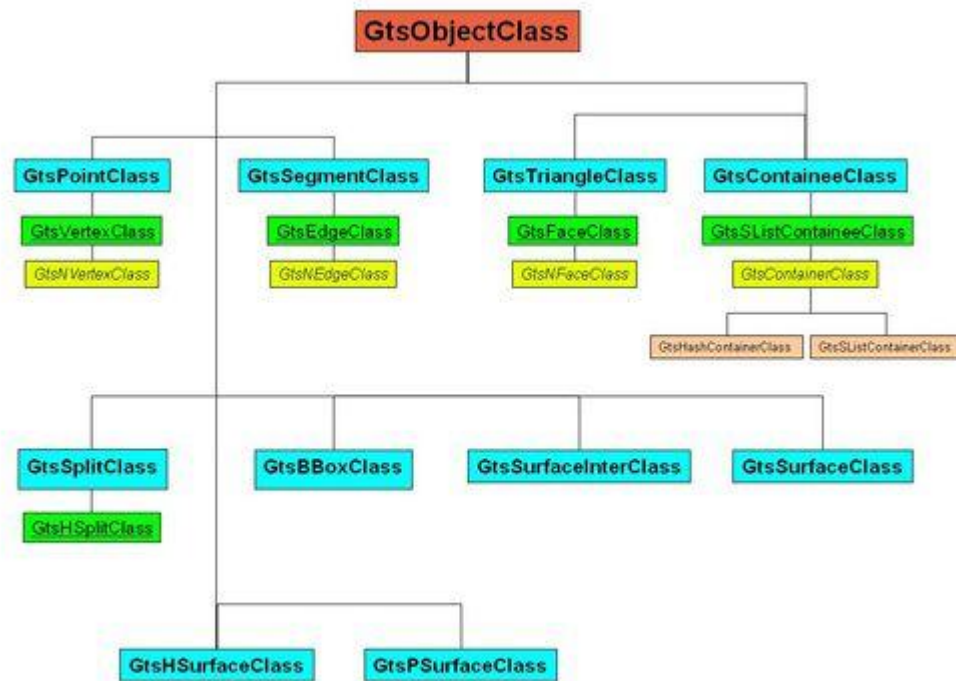 GtsObjectClass
GtsPointClass
GtsSegmentClass
GtsTriangleClass
GtsContaineeClass
GtsVertexClass
GtsEdgeClass
GtsFaceClass
GtsSListContaineeClass
GtsNVertexClass
GtsNEdgeClass
GtsNFaceClass
GtsContainerClass
GtsHashContainerClass
GtsSListContainerClass
GtsSplitClass
GtsBBoxClass
GtsSurfaceInterClass
GtsSurfaceClass
GtsHSplitClass
GtsHSurfaceClass
GtsPSurfaceClass